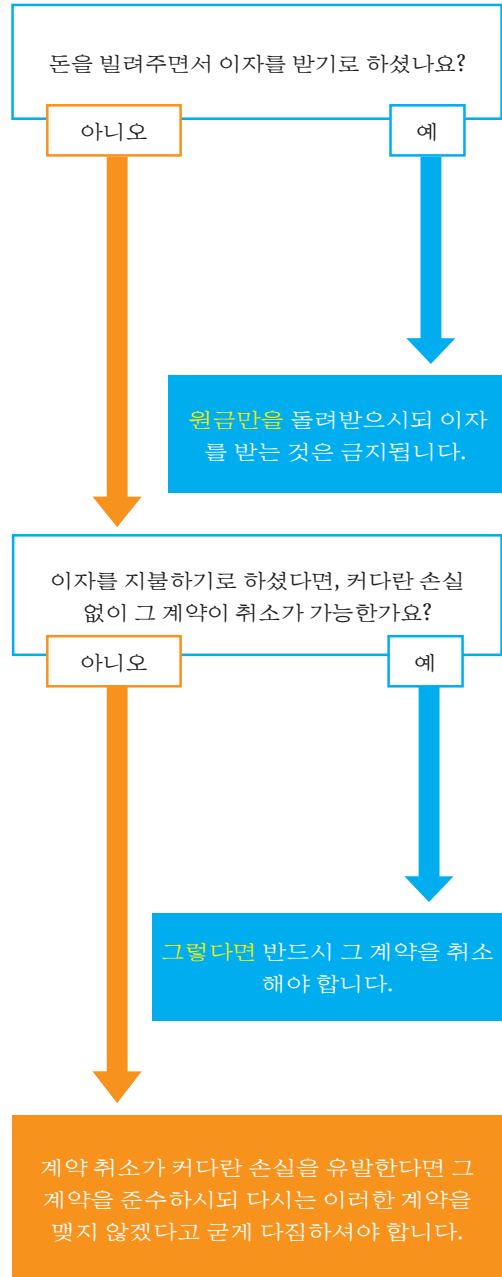 돈을 빌려주면서 이자를 받기로 하셨나요?
아니오
예
원금만을 돌려받으시되 이자
를 받는 것은 금지됩니다.
이자를 지불하기로 하셨다면, 커다란 손실
없이 그 계약이 취소가 가능한가요?
아니오
예
그렇다면 반드시 그 계약을 취소
해야 합니다.
계약 취소가 커다란 손실을 유발한다면 그
계약을 준수하시되 다시는 이러한 계약을
맺지 않겠다고 굳게 다짐하셔야 합니다.